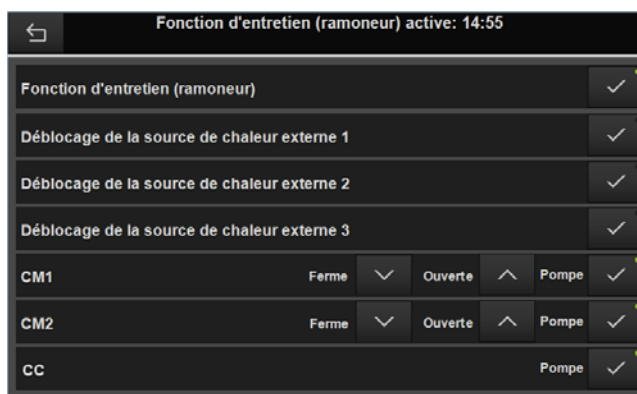 Fonction d'entretien (ramoneur) active: 14:55
Fonction d'entretien (ramoneur)
Déblocage de la source de chaleur externe 1
Déblocage de la source de chaleur externe 2
Déblocage de la source de chaleur externe 3
CM1 Ferme Ouverte Pompe
CM2 Ferme Ouverte Pompe
CC Pompe